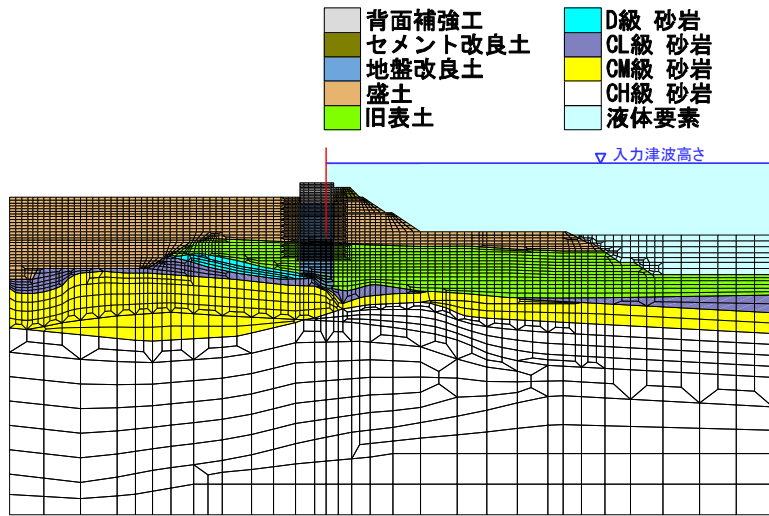 背面補強工
セメント改良土
地盤改良土
盛土
旧表土
D級 砂岩
CL級 砂岩
CM級 砂岩
CH級 砂岩
液体要素
入力津波高さ